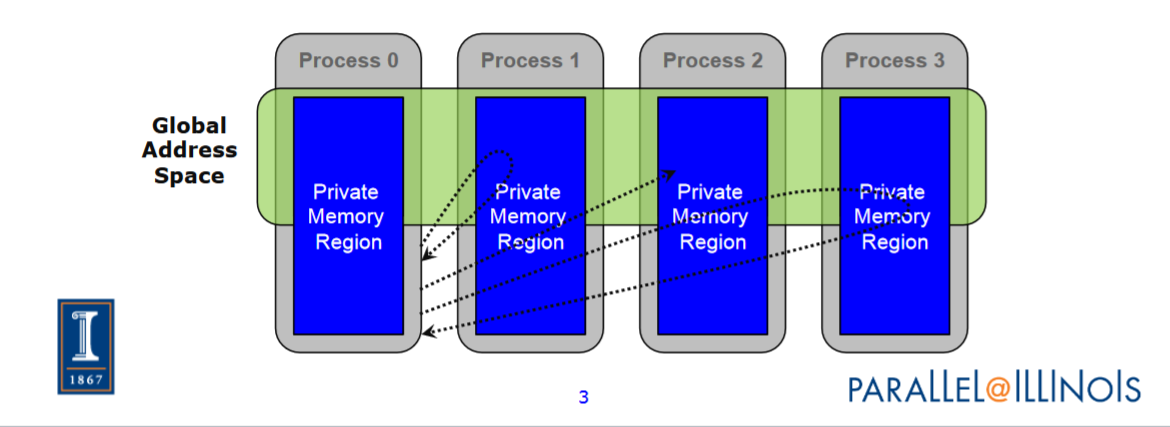 Process 0
Process 1
Process 2
Process 3
Global
Address
Space
Private
Memory
Region
Private
Memory
Region
Private
Memory
Region
Private
Memory
Region
I
1867
3
PARALLEL@ILLINOIS